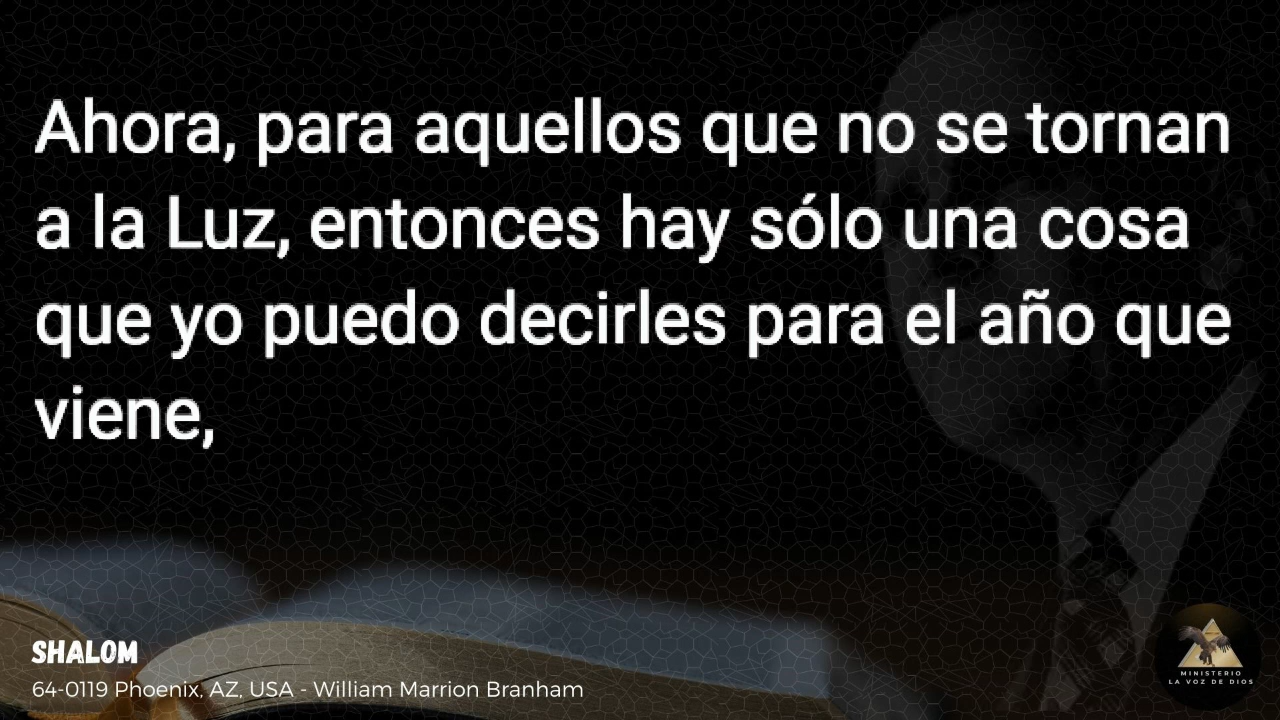 Ahora, para aquellos que no se tornan
a la Luz, entonces hay sólo una cosa
que yo puedo decirles para el año que
viene,
SHALOM
64-0119 Phoenix, AZ, USA - William Marrion Branham
MINISTERIO
LA VOZ DE DIOS